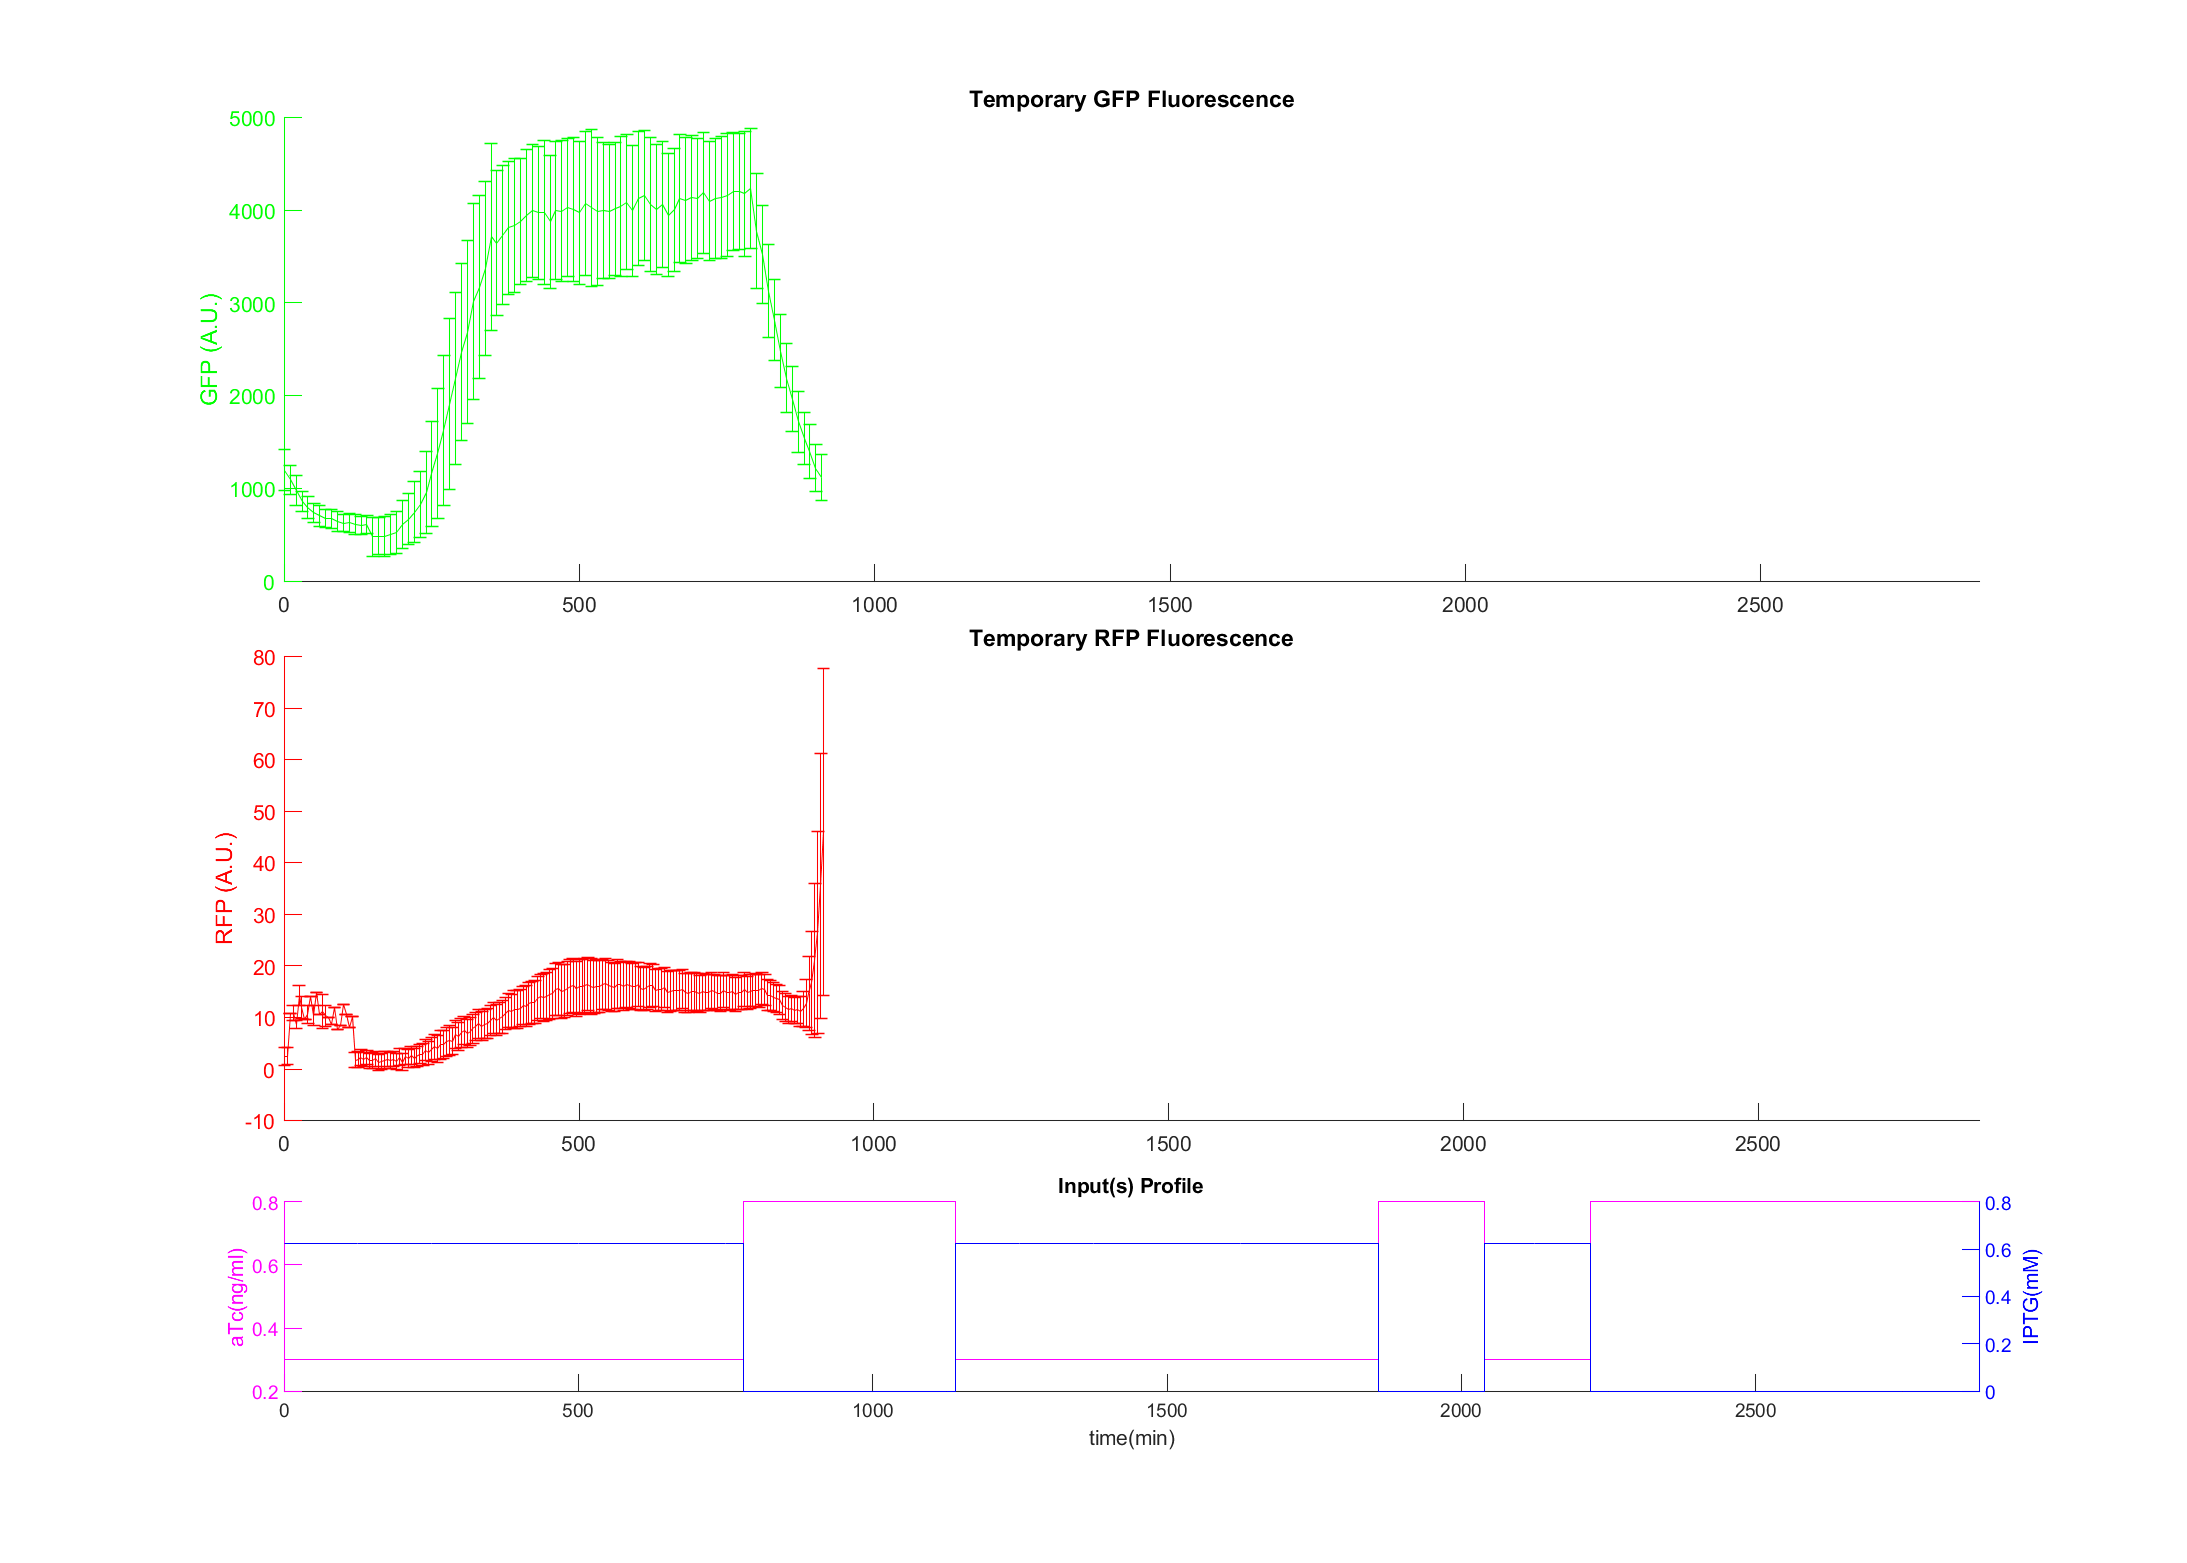 Temporary GFP Fluorescence
5000
4000
3000
2000
1000
0
GFP (A.U.)
0 500 1000 1500 2000 2500
Temporary RFP Fluorescence
80
70
60
50
40
30
20
10
0
-10
RFP (A.U.)
0 500 1000 1500 2000 2500
Input(s) Profile
0.8
0.6
0.4
0.2
aTc(ng/ml)
0.8
0.6
0.4
0.2
0
IPTG(mM)
0 500 1000 1500 2000 2500
time(min)